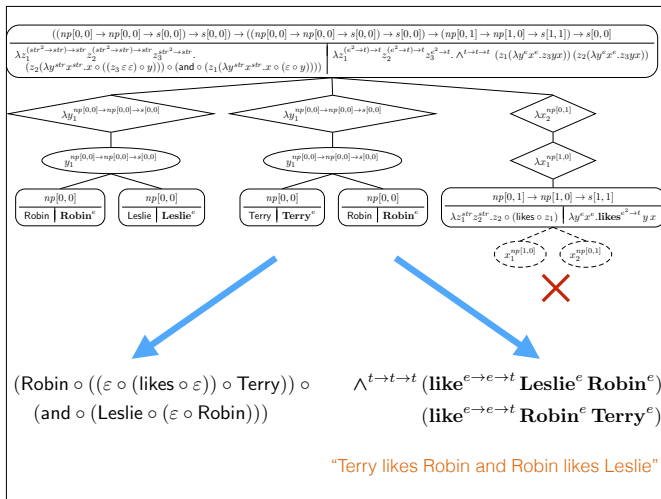 ((np[0,0] → np[0,0] → s[0,0]) → s[0,0]) → ((np[0,0] → np[0,0] → s[0,0]) → s[0,0]) → (np[0,1] → np[1,0] → s[1,1]) → s[0,0]
λz₁^{(str²→str)→str} z₂^{(str²→str)→str} z₃^{str²→str}. | λz₁^{(e²→t)→t} z₂^{(e²→t)→t} z₃^{e²→t}. ∧^{t→t→t} (z₁(λy^e x^e.z₃yx)) (z₂(λy^e x^e.z₃yx))
(z₂(λy^{str}x^{str}.x ∘ ((z₃ ε ε) ∘ y))) ∘ (and ∘ (z₁(λy^{str}x^{str}.x ∘ (ε ∘ y))))
λy₁^{np[0,0]→np[0,0]→s[0,0]} λy₁^{np[0,0]→np[0,0]→s[0,0]} λx₂^{np[0,1]}
y₁^{np[0,0]→np[0,0]→s[0,0]} y₁^{np[0,0]→np[0,0]→s[0,0]} λx₁^{np[1,0]}
np[0,0] np[0,0] np[0,0] np[0,0] np[0,1] → np[1,0] → s[1,1]
Robin | Robin^e Leslie | Leslie^e Terry | Terry^e Robin | Robin^e λz₁^{str}z₂^{str}.z₂ ∘ (likes ∘ z₁) | λy^e x^e.likes^{e²→t} y x
x₁^{np[1,0]} x₂^{np[0,1]}
(Robin ∘ ((ε ∘ (likes ∘ ε)) ∘ Terry)) ∘
(and ∘ (Leslie ∘ (ε ∘ Robin)))
∧^{t→t→t} (like^{e→e→t} Leslie^e Robin^e)
(like^{e→e→t} Robin^e Terry^e)
“Terry likes Robin and Robin likes Leslie”